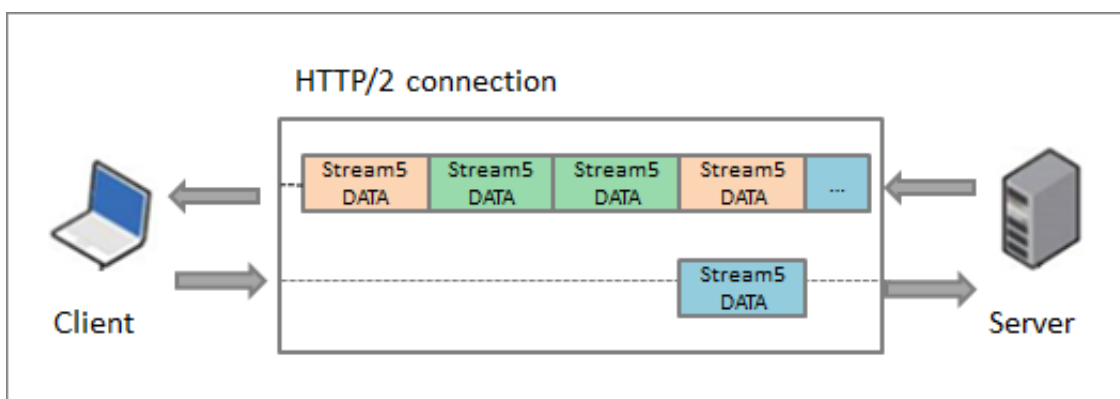 HTTP/2 connection
Stream5 Stream5 Stream5 Stream5
DATA DATA DATA DATA ...
Stream5
DATA
Client
Server